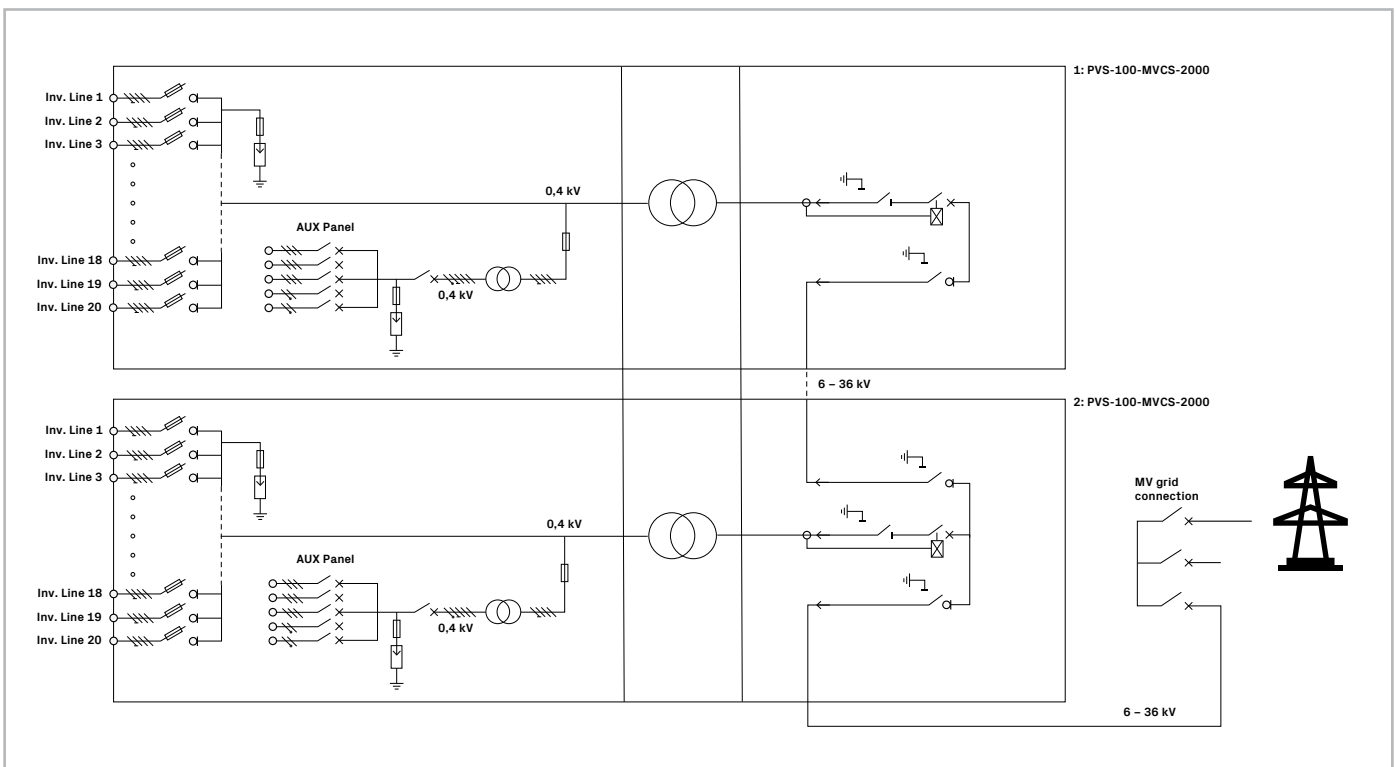 1: PVS-100-MVCS-2000
Inv. Line 1
Inv. Line 2
Inv. Line 3
0,4 kV
AUX Panel
Inv. Line 18
Inv. Line 19
Inv. Line 20
0,4 kV
6 – 36 kV
2: PVS-100-MVCS-2000
Inv. Line 1
Inv. Line 2
Inv. Line 3
MV grid
connection
0,4 kV
AUX Panel
Inv. Line 18
Inv. Line 19
Inv. Line 20
0,4 kV
6 – 36 kV